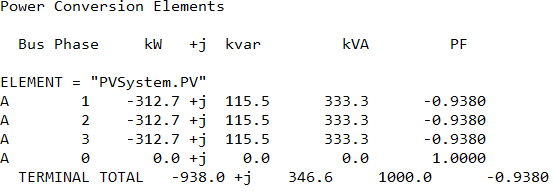 Power Conversion Elements
Bus Phase kW +j kvar kVA PF
ELEMENT = "PVSystem.PV"
A 1 -312.7 +j 115.5 333.3 -0.9380
A 2 -312.7 +j 115.5 333.3 -0.9380
A 3 -312.7 +j 115.5 333.3 -0.9380
A 0 0.0 +j 0.0 0.0 1.0000
TERMINAL TOTAL -938.0 +j 346.6 1000.0 -0.9380